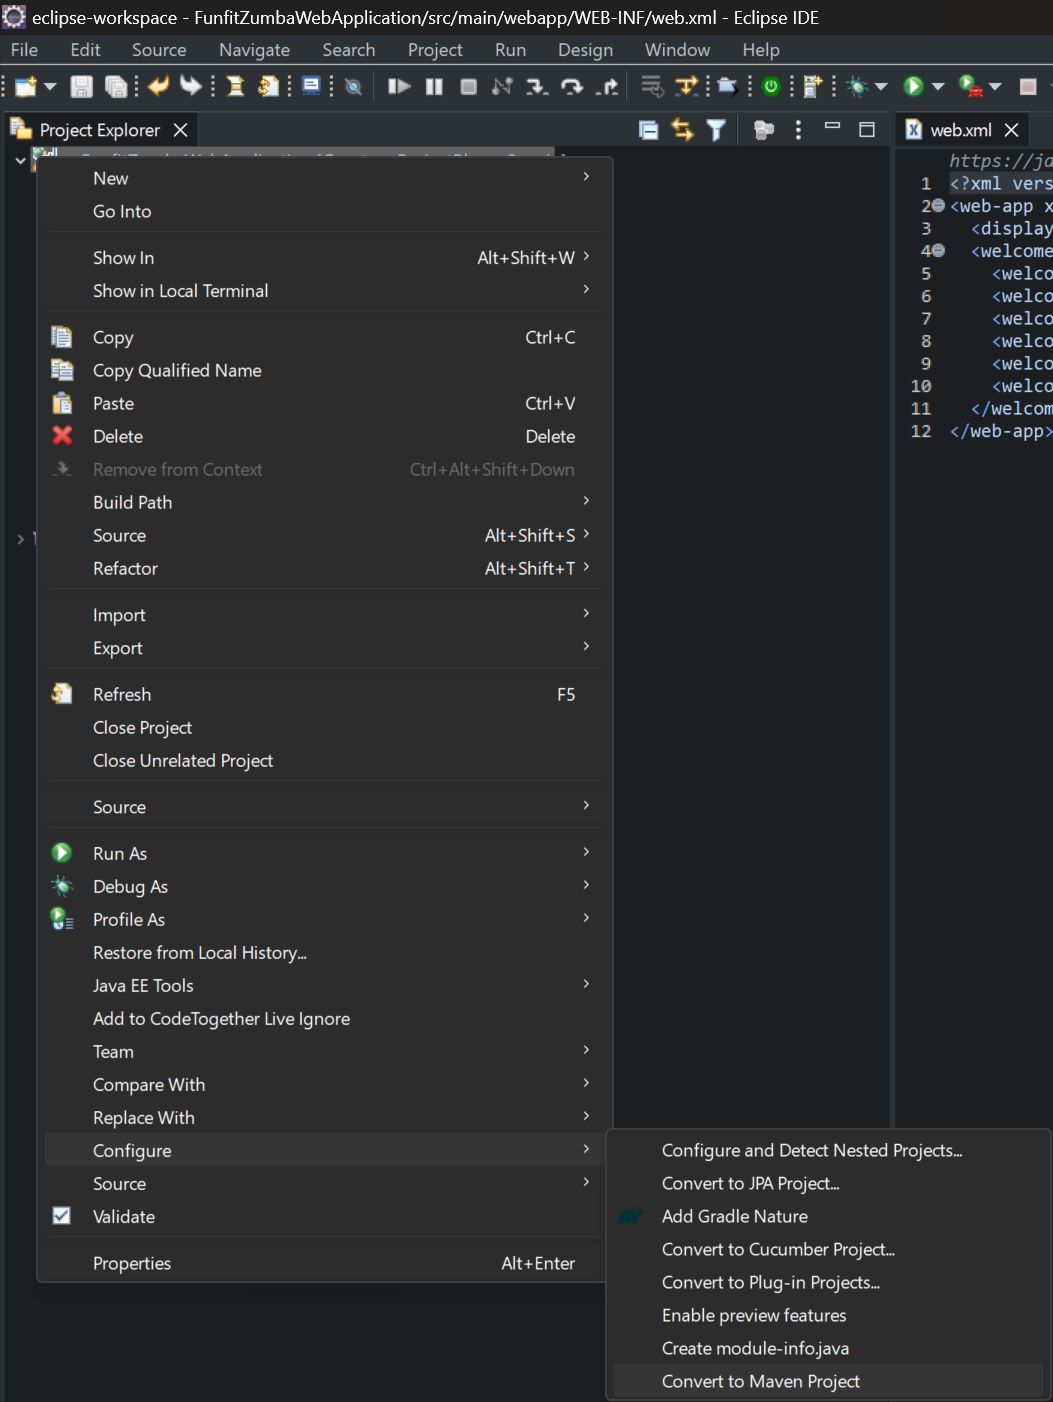 eclipse-workspace - FunfitZumbaWebApplication/src/main/webapp/WEB-INF/web.xml - Eclipse IDE
File Edit Source Navigate Search Project Run Design Window Help
Project Explorer
web.xml
New
Go Into
Show In Alt+Shift+W
Show in Local Terminal
Copy Ctrl+C
Copy Qualified Name
Paste Ctrl+V
Delete Delete
Remove from Context Ctrl+Alt+Shift+Down
Build Path
Source Alt+Shift+S
Refactor Alt+Shift+T
Import
Export
Refresh F5
Close Project
Close Unrelated Project
Source
Run As
Debug As
Profile As
Restore from Local History...
Java EE Tools
Add to CodeTogether Live Ignore
Team
Compare With
Replace With
Configure
Source
Validate
Properties Alt+Enter
Configure and Detect Nested Projects...
Convert to JPA Project...
Add Gradle Nature
Convert to Cucumber Project...
Convert to Plug-in Projects...
Enable preview features
Create module-info.java
Convert to Maven Project
https://ja
1 <?xml vers
2 <web-app x
3 <display
4 <welcome
5 <welco
6 <welco
7 <welco
8 <welco
9 <welco
10 <welco
11 </welcom
12 </web-app>